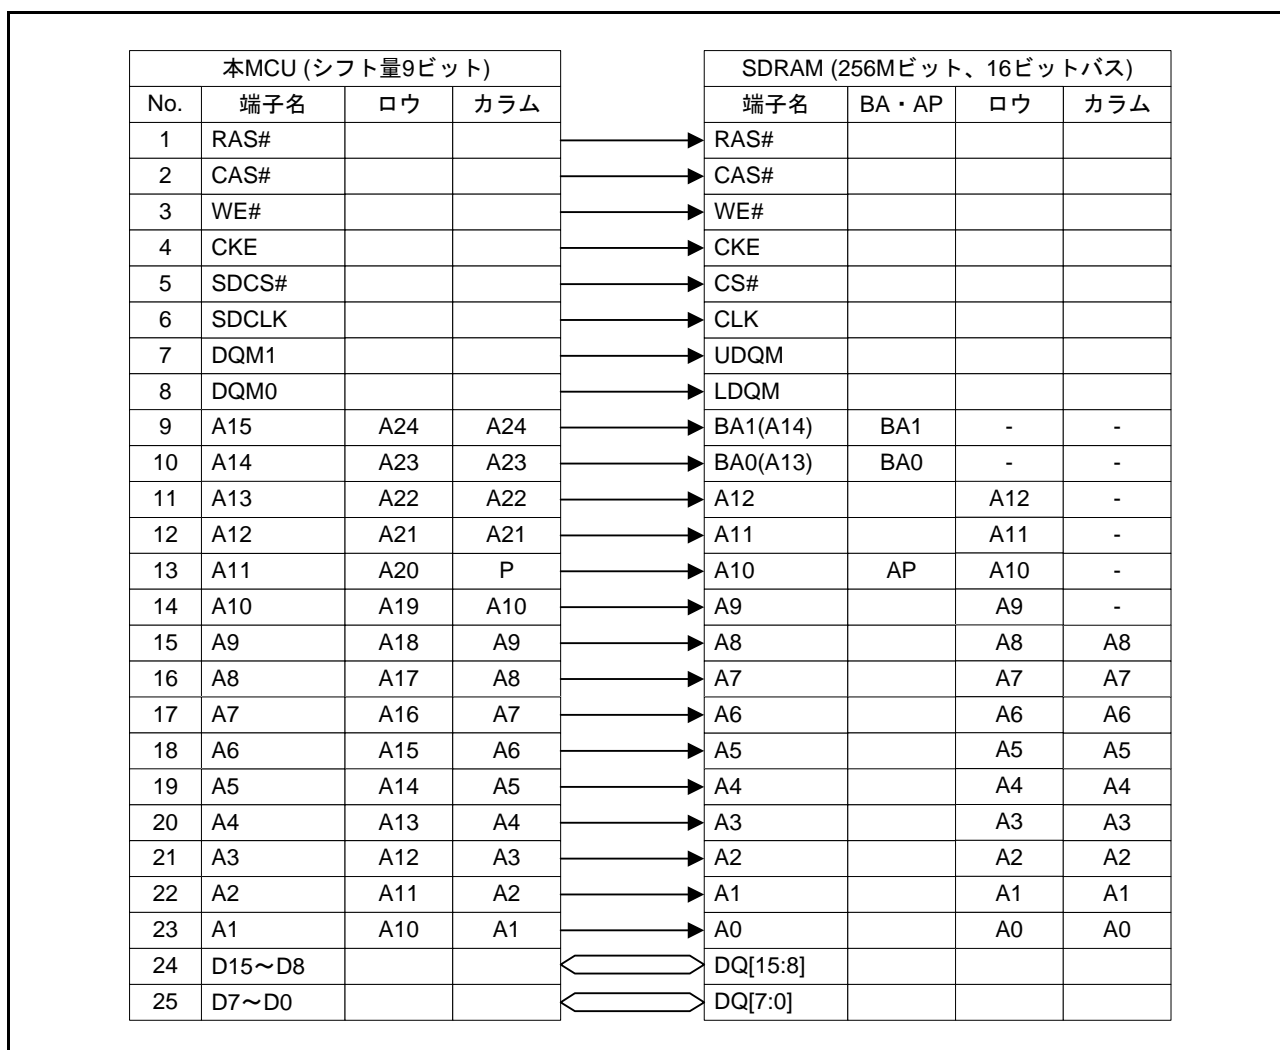 本MCU (シフト量9ビット) SDRAM (256Mビット、16ビットバス)
No. 端子名 ロウ カラム 端子名 BA・AP ロウ カラム
1 RAS# RAS#
2 CAS# CAS#
3 WE# WE#
4 CKE CKE
5 SDCS# CS#
6 SDCLK CLK
7 DQM1 UDQM
8 DQM0 LDQM
9 A15 A24 A24 BA1(A14) BA1 - -
10 A14 A23 A23 BA0(A13) BA0 - -
11 A13 A22 A22 A12 A12 -
12 A12 A21 A21 A11 A11 -
13 A11 A20 P A10 AP A10 -
14 A10 A19 A10 A9 A9 -
15 A9 A18 A9 A8 A8 A8
16 A8 A17 A8 A7 A7 A7
17 A7 A16 A7 A6 A6 A6
18 A6 A15 A6 A5 A5 A5
19 A5 A14 A5 A4 A4 A4
20 A4 A13 A4 A3 A3 A3
21 A3 A12 A3 A2 A2 A2
22 A2 A11 A2 A1 A1 A1
23 A1 A10 A1 A0 A0 A0
24 D15～D8 DQ[15:8]
25 D7～D0 DQ[7:0]